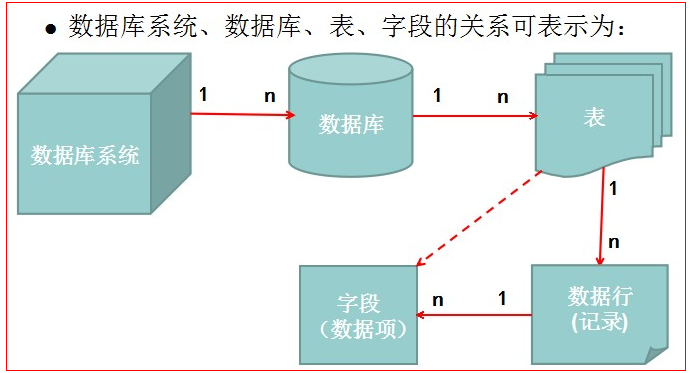 ● 数据库系统、数据库、表、字段的关系可表示为：
1 n 1 n
数据库系统
数据库
表
1
n
字段
（数据项）
n 1
数据行
(记录)